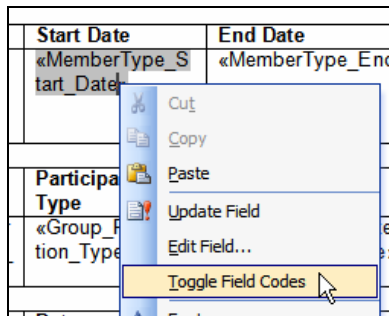 Start Date End Date
«MemberType_S «MemberType_End
tart_Date»
Cut
Copy
Participa Paste
Type
«Group_P Update Field
tion_Type Edit Field...
Toggle Field Codes